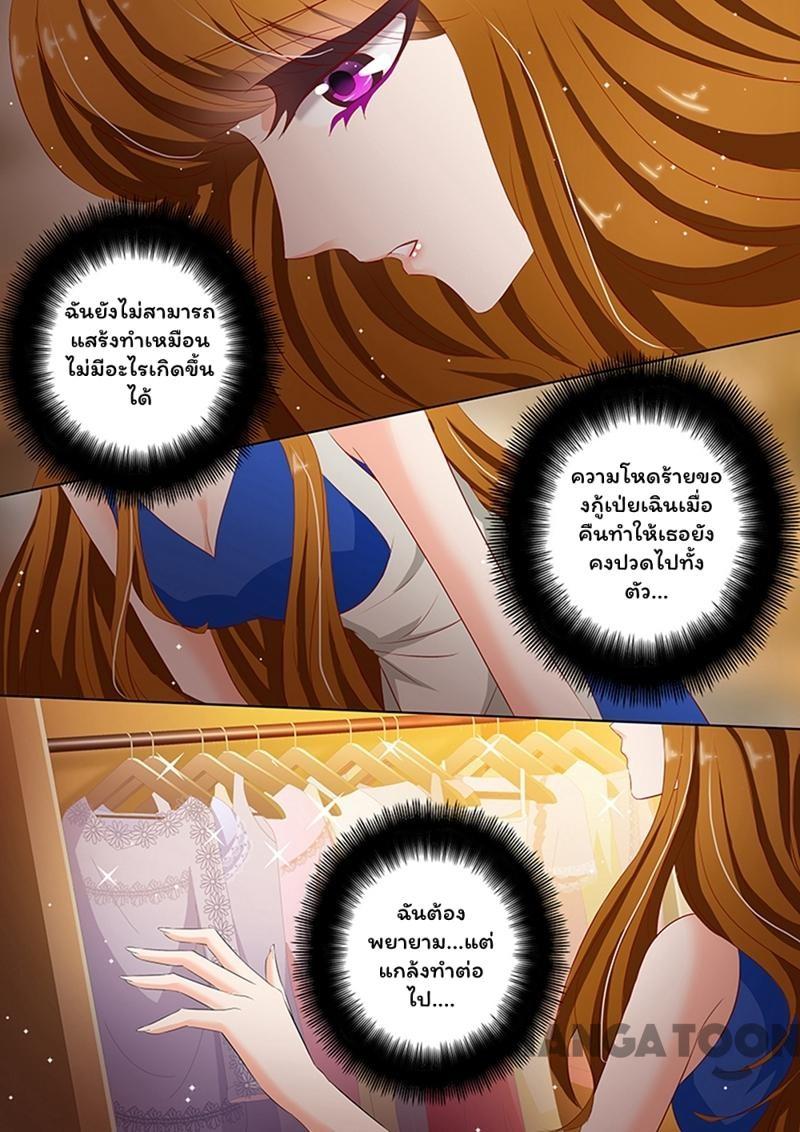 ฉันยังไม่สามารถ
แสร้งทำเหมือน
ไม่มีอะไรเกิดขึ้น
ได้
ความโหดร้ายขอ
งกู้เป่ยเฉินเมื่อ
คืนทำให้เธอยัง
คงปวดไปทั้ง
ตัว...
ฉันต้อง
พยายาม...แต่
แกล้งทำต่อ
ไป....
MANGA TOON